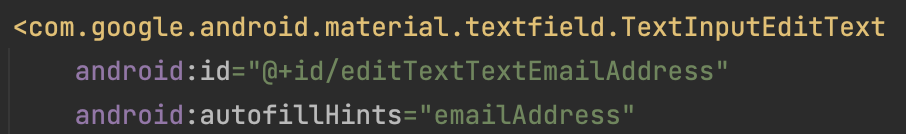 <com.google.android.material.textfield.TextInputEditText
android:id="@+id/editTextTextEmailAddress"
android:autofillHints="emailAddress"